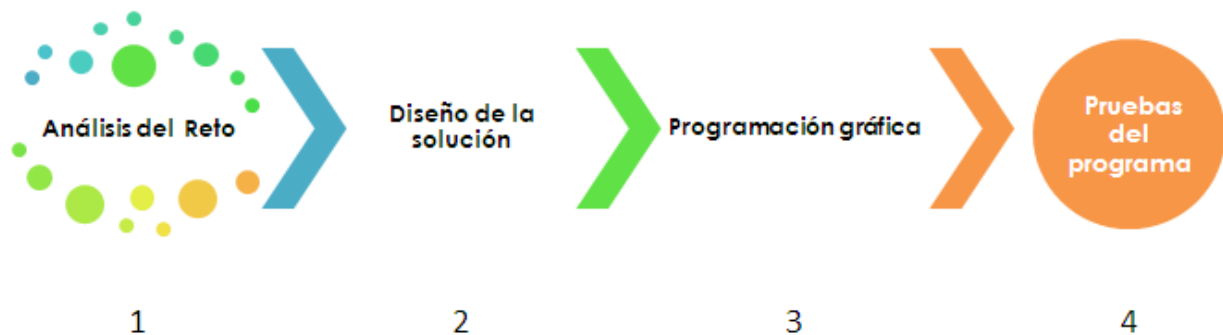 Análisis del Reto
Diseño de la
solución
Programación gráfica
Pruebas
del
programa
1
2
3
4